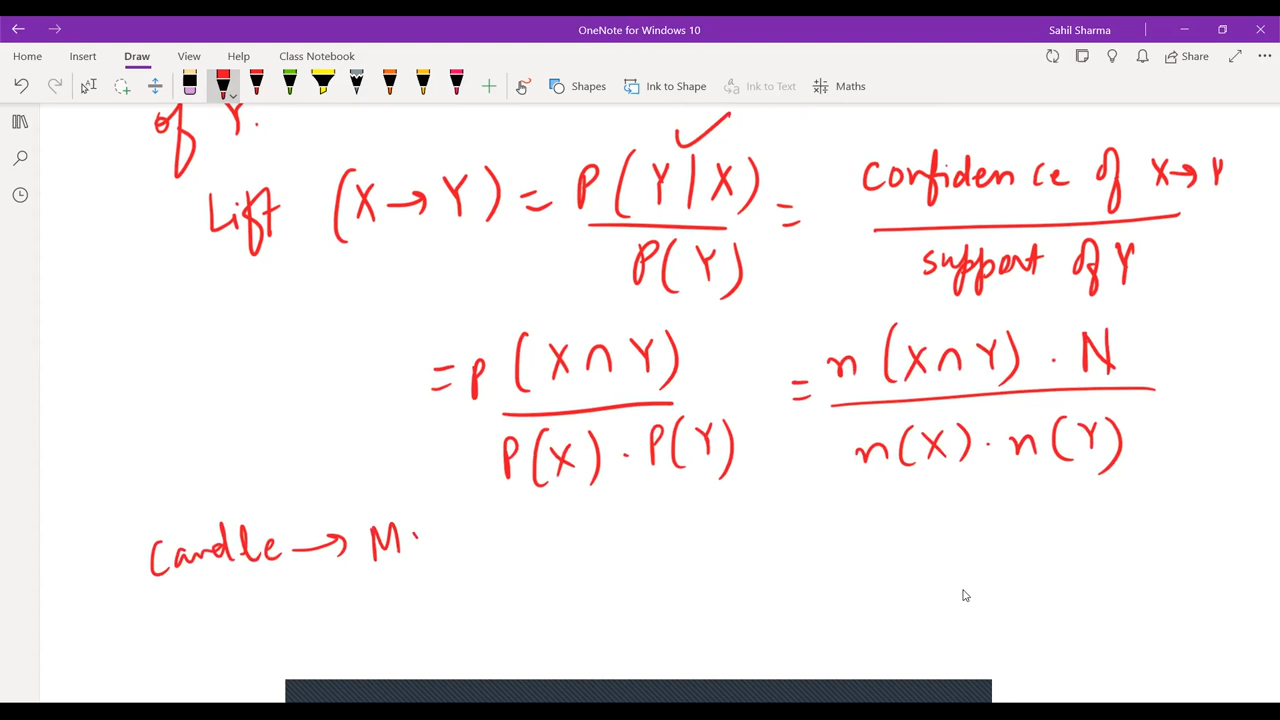 OneNote for Windows 10
Sahil Sharma
Home Insert Draw View Help Class Notebook Share
Shapes Ink to Shape Ink to Text Maths
of Y.
Lift (X → Y) = P(Y|X) / P(Y) = confidence of X → Y / support of Y
= P(X ∩ Y) / P(X) . P(Y) = n(X ∩ Y) . N / n(X) . n(Y)
Candle → M